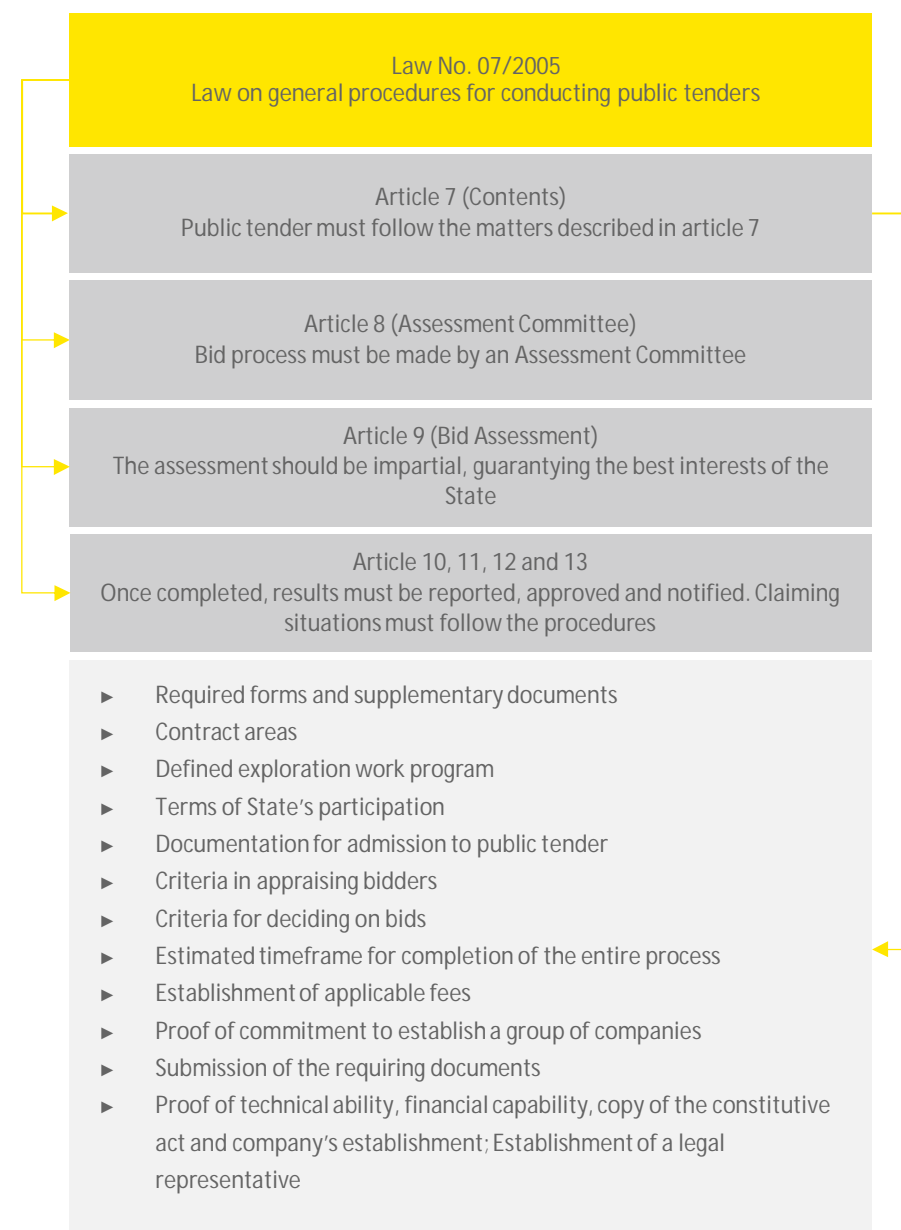 Law No. 07/2005
Law on general procedures for conducting public tenders
Article 7 (Contents)
Public tender must follow the matters described in article 7
Article 8 (Assessment Committee)
Bid process must be made by an Assessment Committee
Article 9 (Bid Assessment)
The assessment should be impartial, guarantying the best interests of the
State
Article 10, 11, 12 and 13
Once completed, results must be reported, approved and notified. Claiming
situations must follow the procedures
► Required forms and supplementary documents
► Contract areas
► Defined exploration work program
► Terms of State’s participation
► Documentation for admission to public tender
► Criteria in appraising bidders
► Criteria for deciding on bids
► Estimated timeframe for completion of the entire process
► Establishment of applicable fees
► Proof of commitment to establish a group of companies
► Submission of the requiring documents
► Proof of technical ability, financial capability, copy of the constitutive
act and company’s establishment; Establishment of a legal
representative